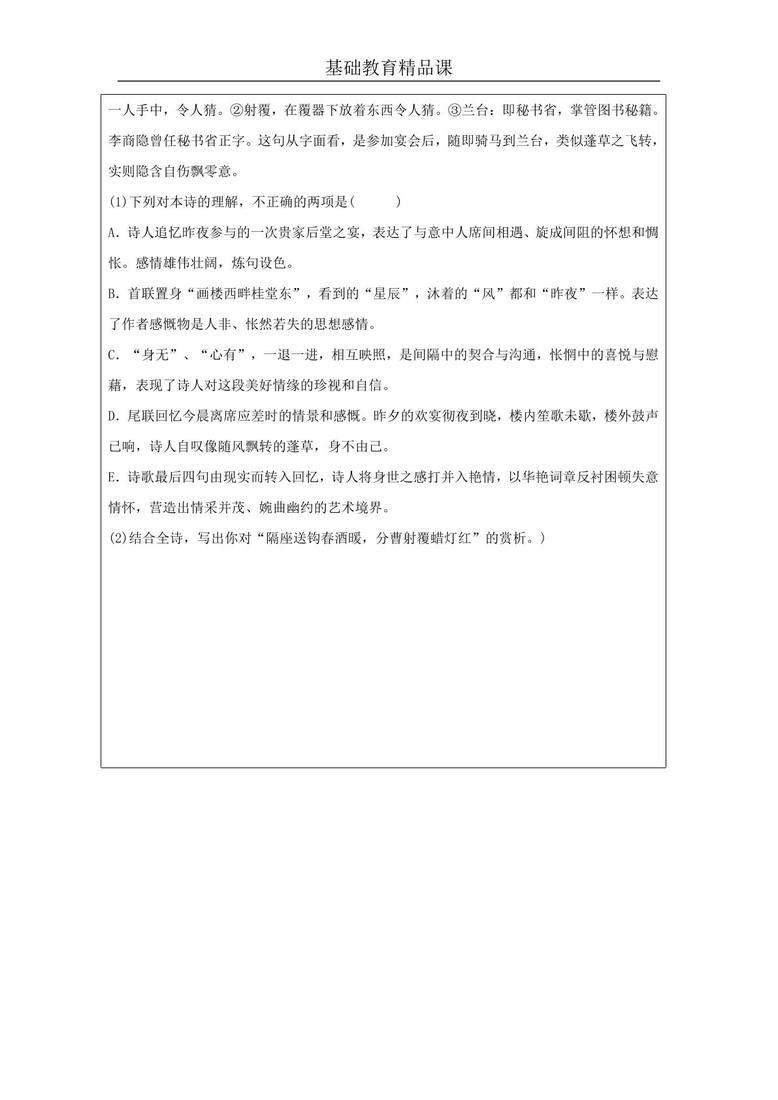 基础教育精品课
一人手中，令人猜。②射覆，在覆器下放着东西令人猜。③兰台：即秘书省，掌管图书秘籍。
李商隐曾任秘书省正字。这句从字面看，是参加宴会后，随即骑马到兰台，类似蓬草之飞转，
实则隐含自伤飘零意。
(1)下列对本诗的理解，不正确的两项是(　　)
A．诗人追忆昨夜参与的一次贵家后堂之宴，表达了与意中人席间相遇、旋成间阻的怀想和惆
怅。感情雄伟壮阔，炼句设色。
B．首联置身“画楼西畔桂堂东”，看到的“星辰”，沐着的“风”都和“昨夜”一样。表达
了作者感慨物是人非、怅然若失的思想感情。
C．“身无”、“心有”，一退一进，相互映照，是间隔中的契合与沟通，怅惘中的喜悦与慰
藉，表现了诗人对这段美好情缘的珍视和自信。
D．尾联回忆今晨离席应差时的情景和感慨。昨夕的欢宴彻夜到晓，楼内笙歌未歇，楼外鼓声
已响，诗人自叹像随风飘转的蓬草，身不由己。
E．诗歌最后四句由现实而转入回忆，诗人将身世之感打并入艳情，以华艳词章反衬困顿失意
情怀，营造出情采并茂、婉曲幽约的艺术境界。
(2)结合全诗，写出你对“隔座送钩春酒暖，分曹射覆蜡灯红”的赏析。)